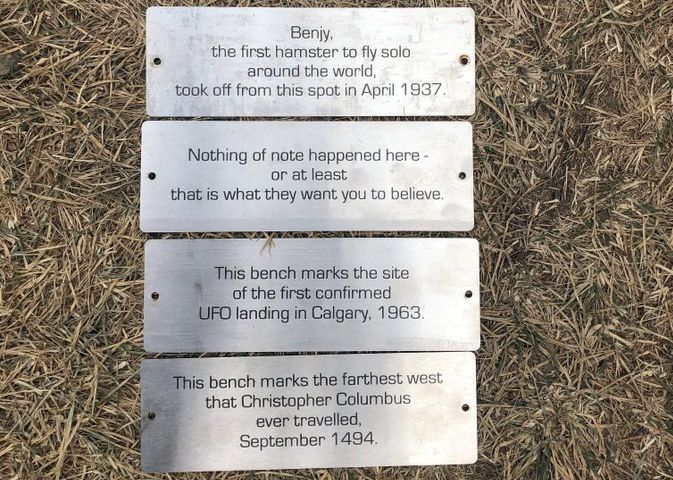 Benjy,
the first hamster to fly solo
around the world,
took off from this spot in April 1937.
Nothing of note happened here -
or at least
that is what they want you to believe.
This bench marks the site
of the first confirmed
UFO landing in Calgary, 1963.
This bench marks the farthest west
that Christopher Columbus
ever travelled,
September 1494.